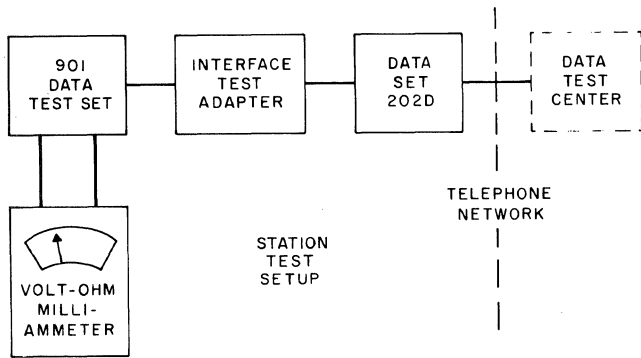 901
DATA
TEST SET
INTERFACE
TEST
ADAPTER
DATA
SET
202D
DATA
TEST
CENTER
TELEPHONE
NETWORK
STATION
TEST
SETUP
VOLT-OHM
MILLI-
AMMETER